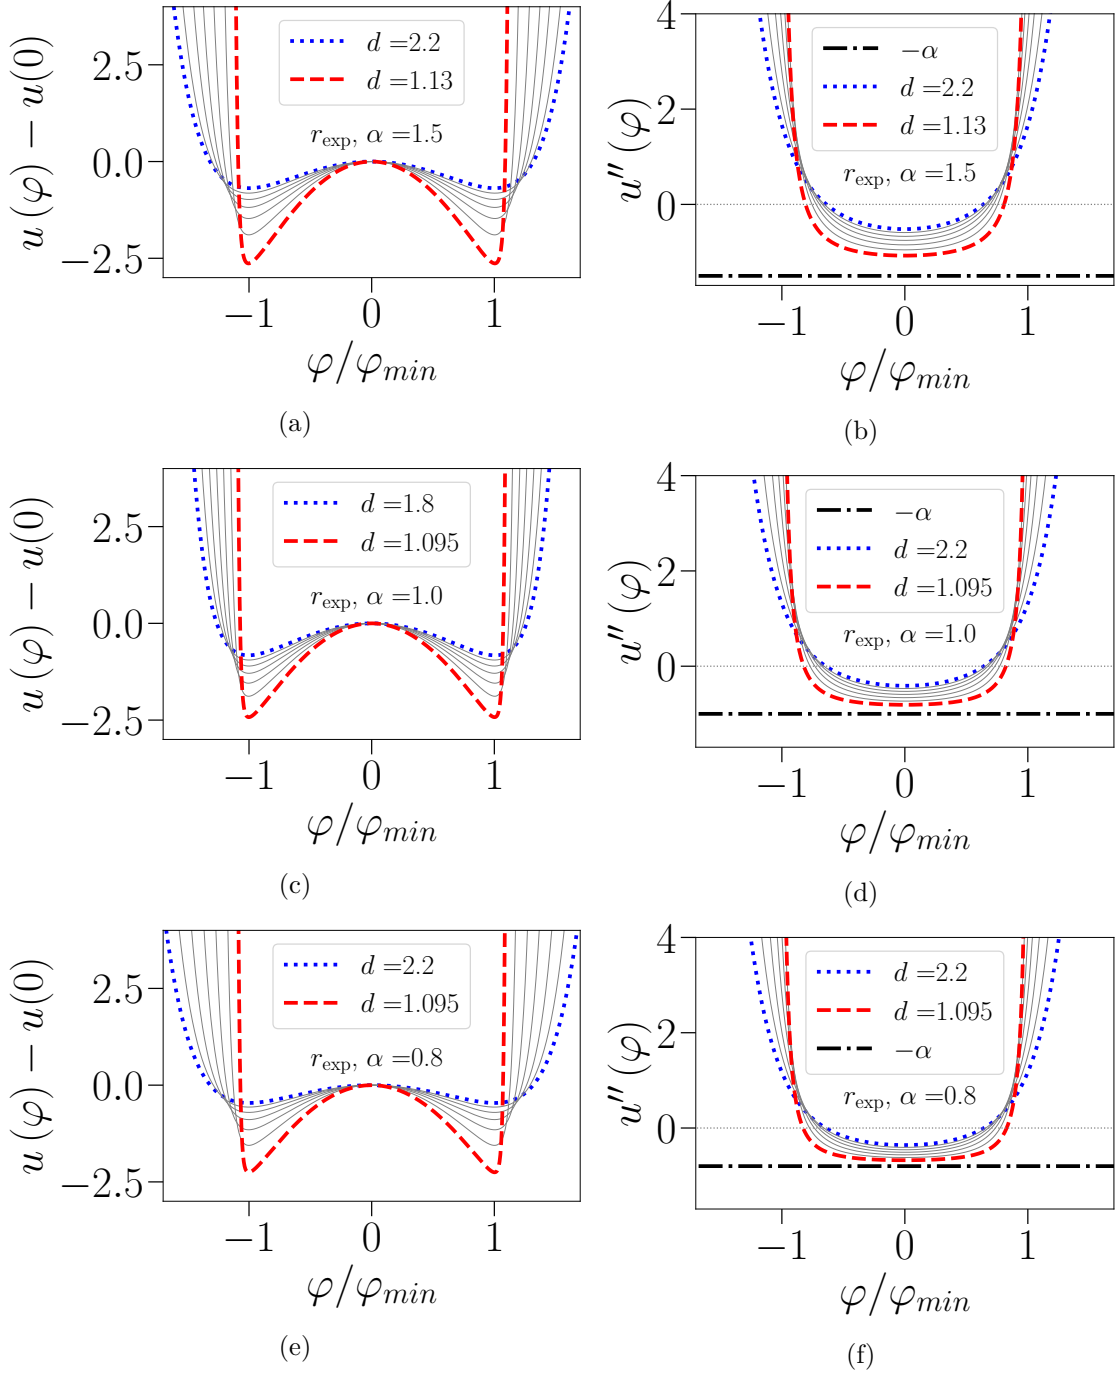 u(φ) − u(0)
2.5
0.0
−2.5
d =2.2
d =1.13
r_exp, α =1.5
−1 0 1
φ/φ_min
(a)
u′′(φ)
4
2
0
−α
d =2.2
d =1.13
r_exp, α =1.5
−1 0 1
φ/φ_min
(b)
u(φ) − u(0)
2.5
0.0
−2.5
d =1.8
d =1.095
r_exp, α =1.0
−1 0 1
φ/φ_min
(c)
u′′(φ)
4
2
0
−α
d =2.2
d =1.095
r_exp, α =1.0
−1 0 1
φ/φ_min
(d)
u(φ) − u(0)
2.5
0.0
−2.5
d =2.2
d =1.095
r_exp, α =0.8
−1 0 1
φ/φ_min
(e)
u′′(φ)
4
2
0
d =2.2
d =1.095
−α
r_exp, α =0.8
−1 0 1
φ/φ_min
(f)